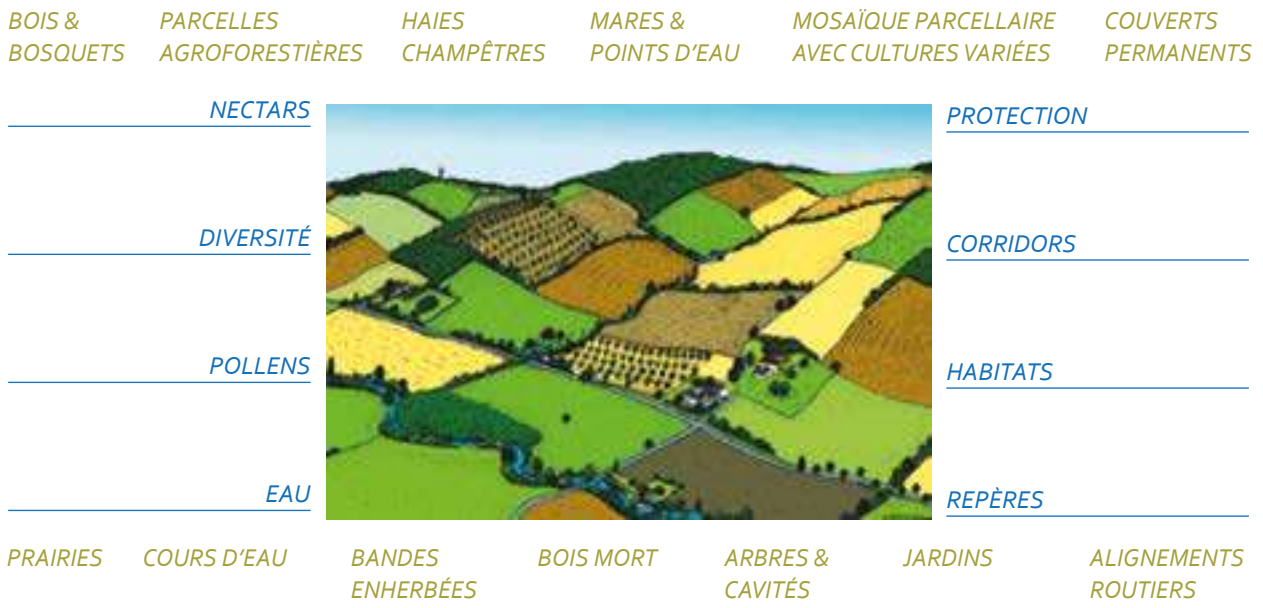 BOIS &
BOSQUETS
PARCELLES
AGROFORESTIÈRES
HAIES
CHAMPÊTRES
MARES &
POINTS D'EAU
MOSAÏQUE PARCELLAIRE
AVEC CULTURES VARIÉES
COUVERTS
PERMANENTS
NECTARS
DIVERSITÉ
POLLENS
EAU
PROTECTION
CORRIDORS
HABITATS
REPÈRES
PRAIRIES
COURS D'EAU
BANDES
ENHERBÉES
BOIS MORT
ARBRES &
CAVITÉS
JARDINS
ALIGNEMENTS
ROUTIERS